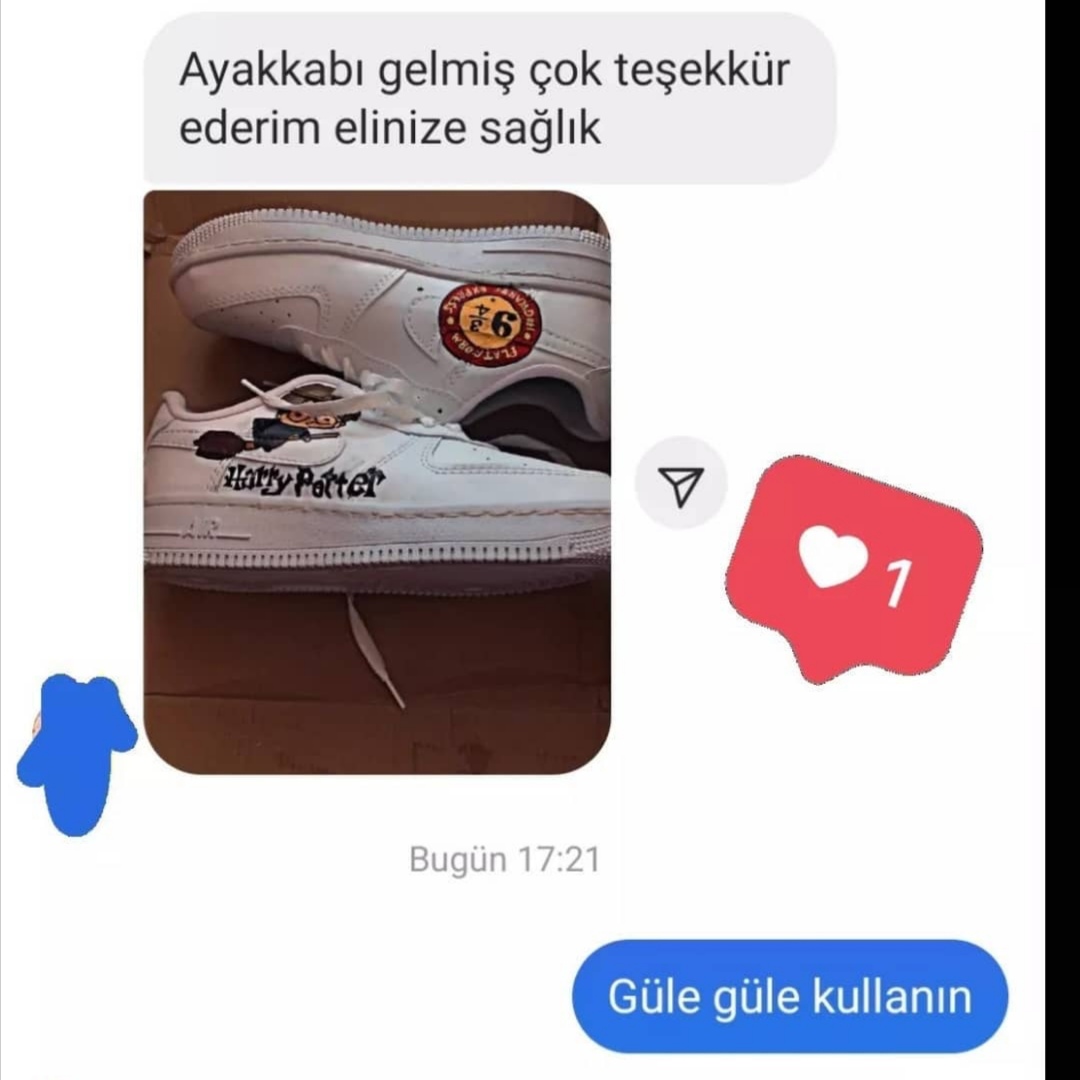 Ayakkabı gelmiş çok teşekkür
ederim elinize sağlık
9 3/4
PLATFORM
Harry Potter
AIR
1
Bugün 17:21
Güle güle kullanın